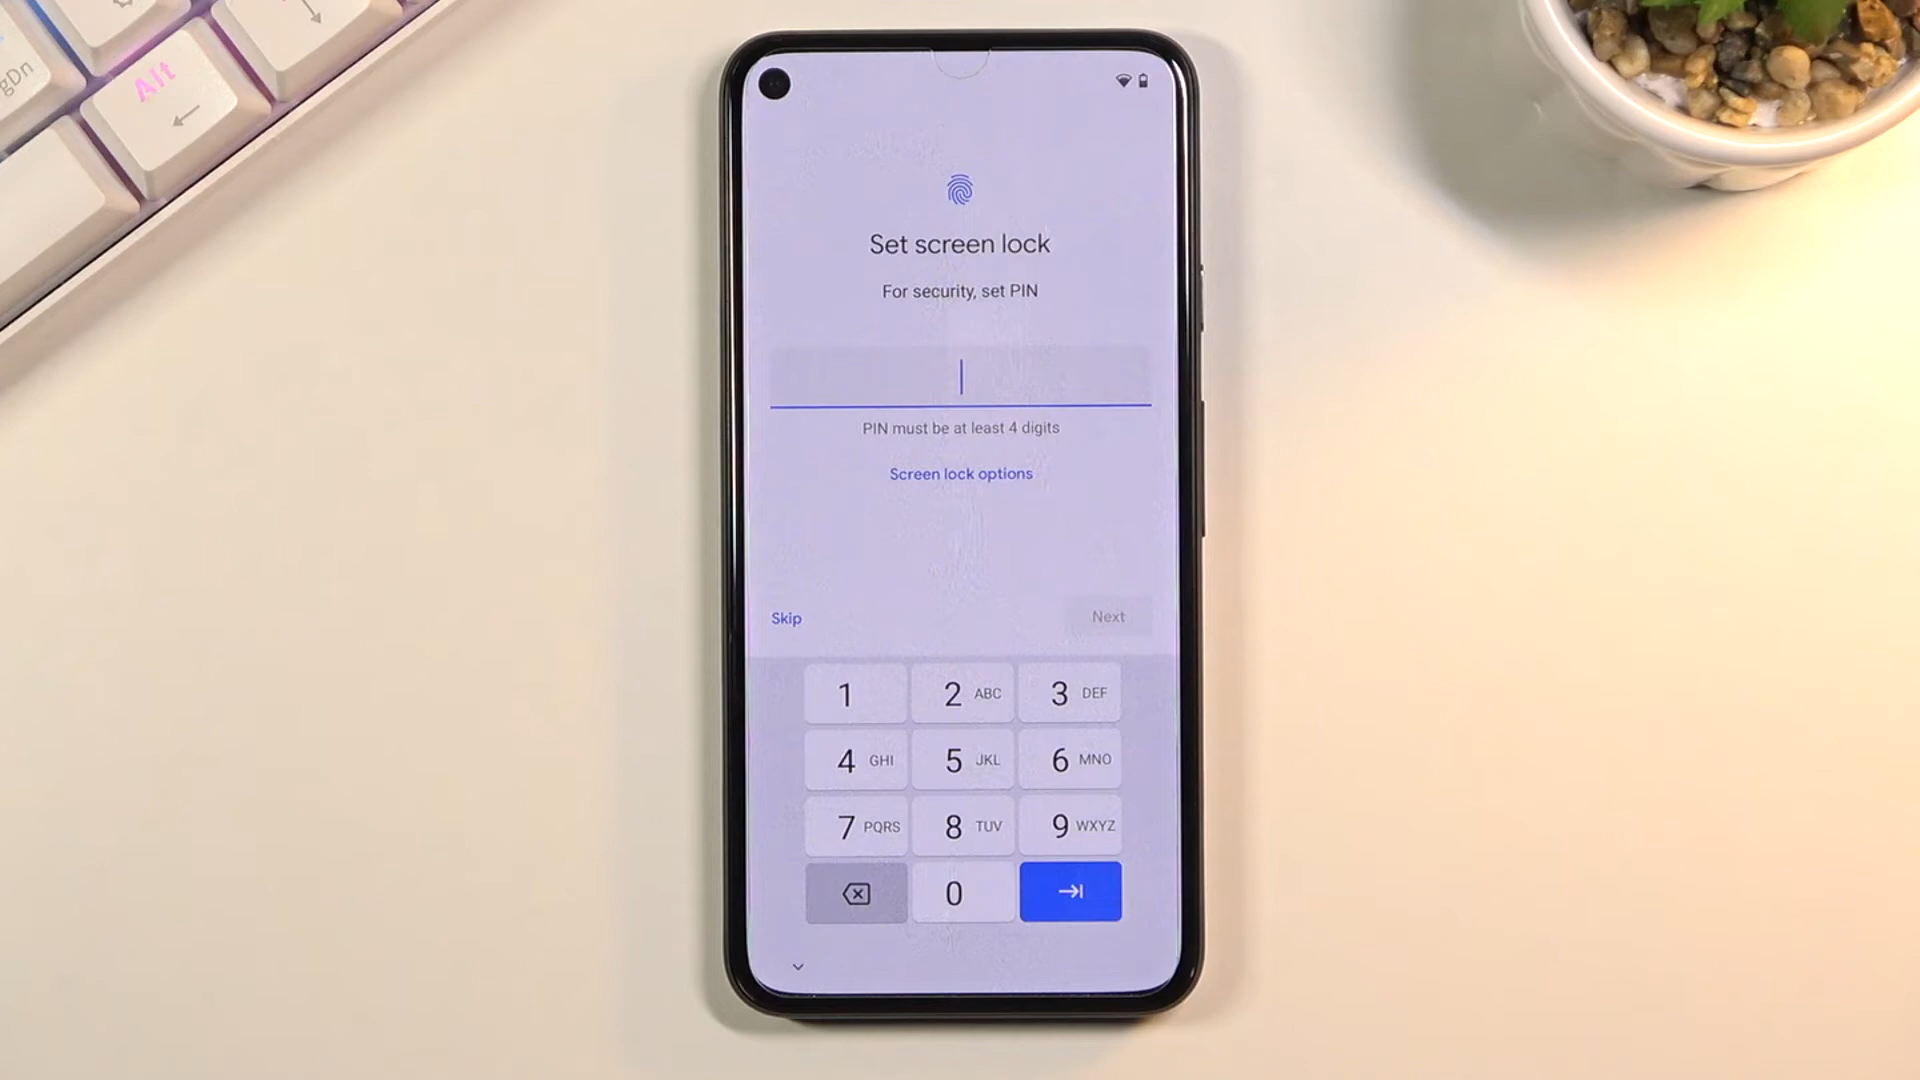 gDn
Alt
Set screen lock
For security, set PIN
PIN must be at least 4 digits
Screen lock options
Skip
Next
1
2 ABC
3 DEF
4 GHI
5 JKL
6 MNO
7 PQRS
8 TUV
9 WXYZ
0